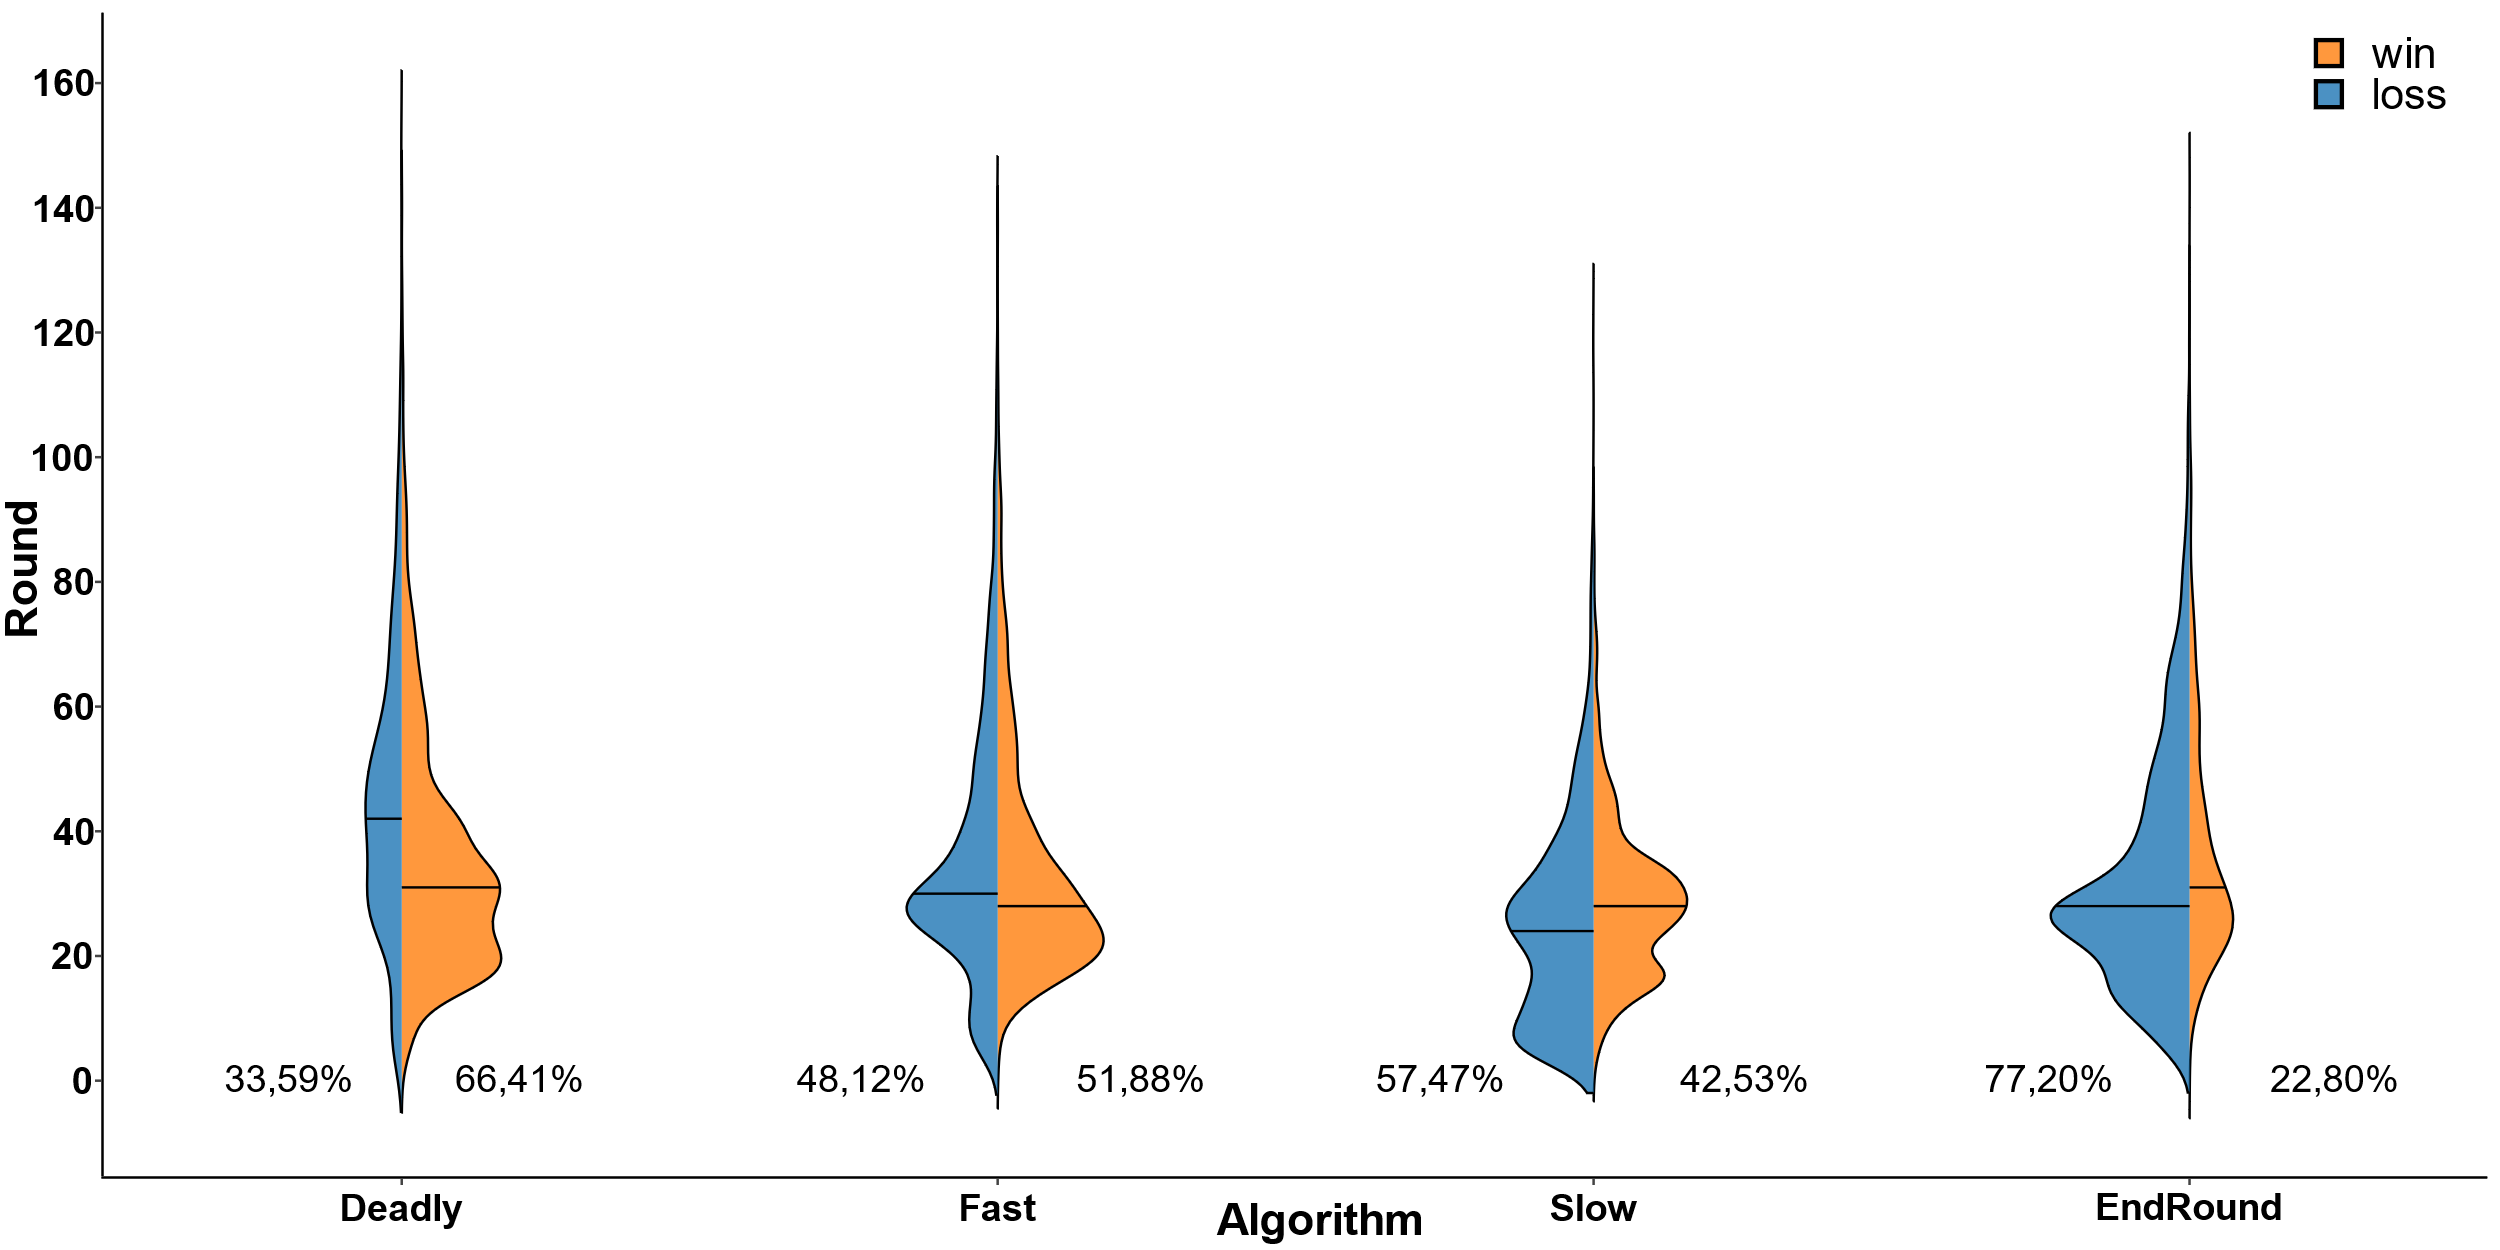 win
loss
160
140
120
100
80
60
40
20
0
Round
33,59% 66,41% 48,12% 51,88% 57,47% 42,53% 77,20% 22,80%
Deadly Fast Slow EndRound
Algorithm